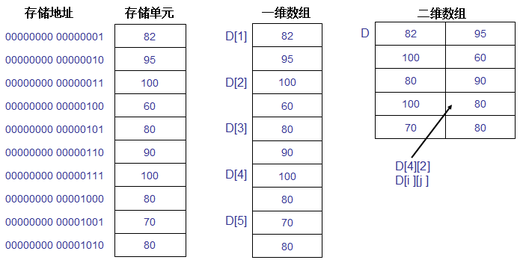 存储地址 存储单元 一维数组 二维数组
00000000 00000001 82 D[1] 82 D 82 95
00000000 00000010 95 95 100 60
00000000 00000011 100 D[2] 100 80 90
00000000 00000100 60 60 100 80
00000000 00000101 80 D[3] 80 70 80
00000000 00000110 90 90
00000000 00000111 100 D[4] 100 D[4][2]
00000000 00001000 80 80 D[i ][j ]
00000000 00001001 70 D[5] 70
00000000 00001010 80 80